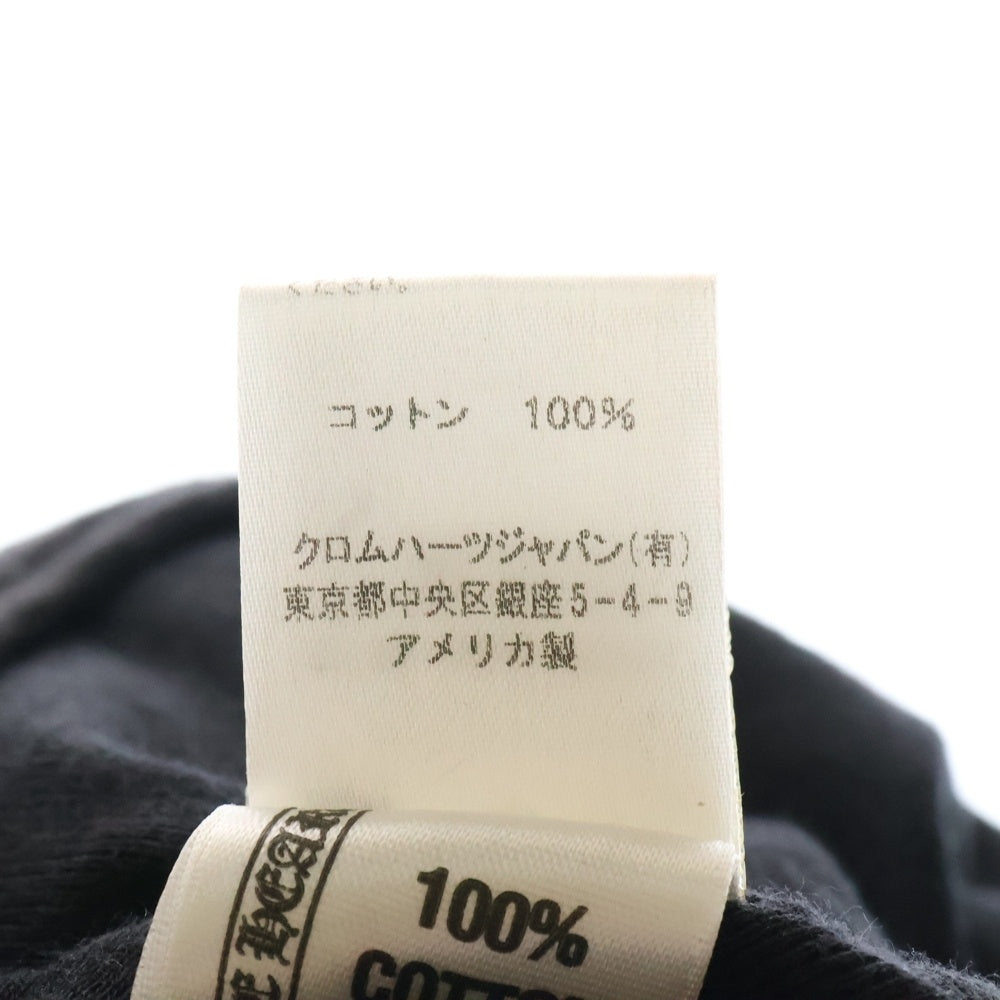 コットン 100%
クロムハーツジャパン(有)
東京都中央区銀座5-4-9
アメリカ製
100%